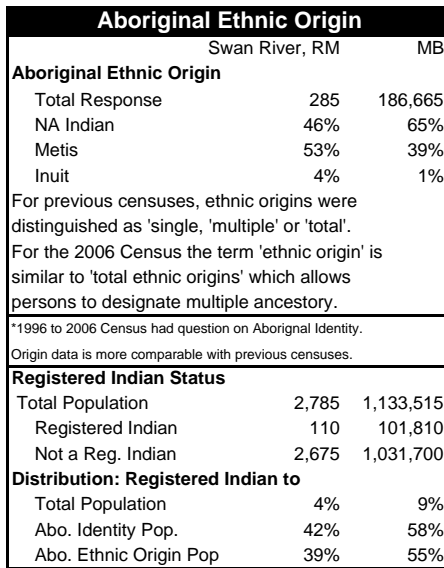 Aboriginal Ethnic Origin
Swan River, RM MB
Aboriginal Ethnic Origin
Total Response 285 186,665
NA Indian 46% 65%
Metis 53% 39%
Inuit 4% 1%
For previous censuses, ethnic origins were
distinguished as 'single, 'multiple' or 'total'.
For the 2006 Census the term 'ethnic origin' is
similar to 'total ethnic origins' which allows
persons to designate multiple ancestory.
*1996 to 2006 Census had question on Aborignal Identity.
Origin data is more comparable with previous censuses.
Registered Indian Status
Total Population 2,785 1,133,515
Registered Indian 110 101,810
Not a Reg. Indian 2,675 1,031,700
Distribution: Registered Indian to
Total Population 4% 9%
Abo. Identity Pop. 42% 58%
Abo. Ethnic Origin Pop 39% 55%